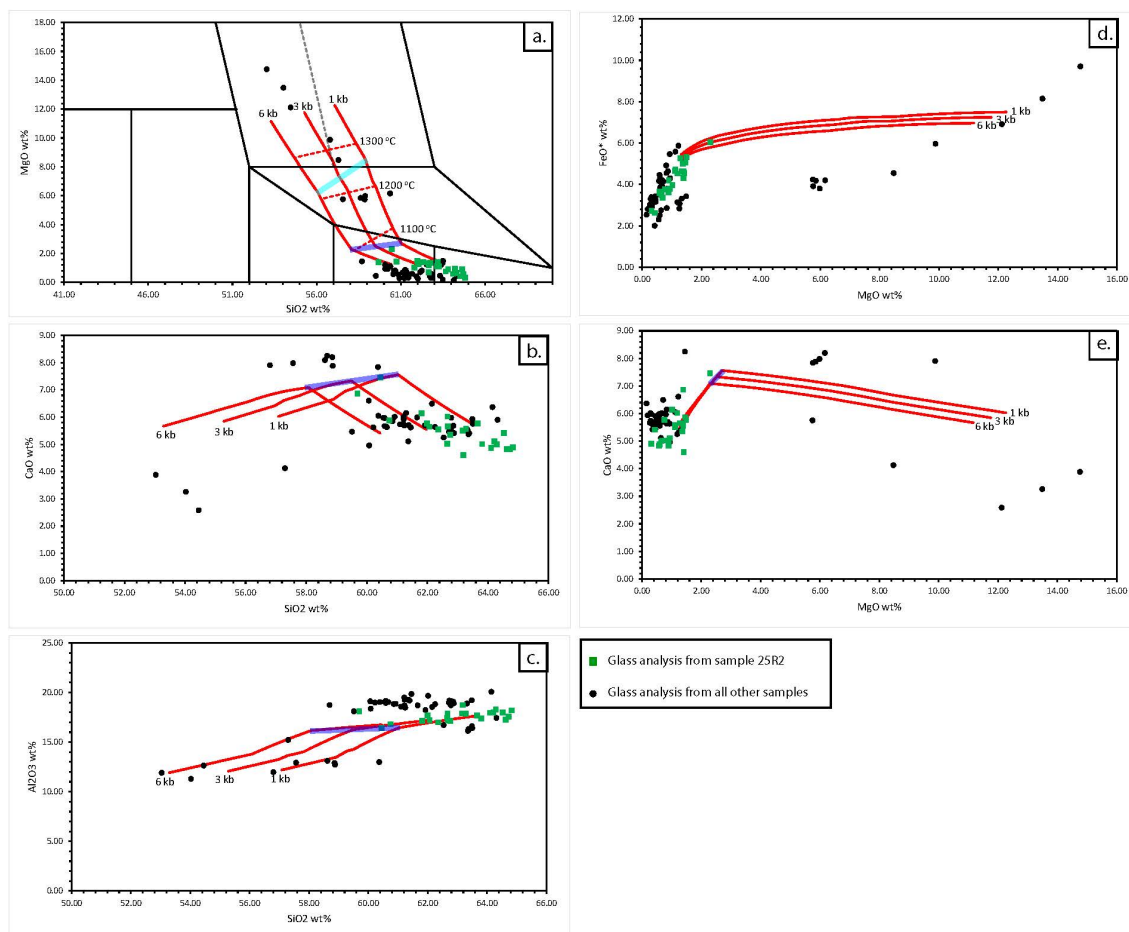 a.
MgO wt%
18.00
16.00
14.00
12.00
10.00
8.00
6.00
4.00
2.00
0.00
6 kb
3 kb
1 kb
1300 °C
1200 °C
1100 °C
41.00 46.00 51.00 56.00 61.00 66.00
SiO2 wt%
d.
FeO* wt%
12.00
10.00
8.00
6.00
4.00
2.00
0.00
1 kb
3 kb
6 kb
0.00 2.00 4.00 6.00 8.00 10.00 12.00 14.00 16.00
MgO wt%
b.
CaO wt%
9.00
8.00
7.00
6.00
5.00
4.00
3.00
2.00
1.00
0.00
6 kb
3 kb
1 kb
50.00 52.00 54.00 56.00 58.00 60.00 62.00 64.00 66.00
SiO2 wt%
e.
CaO wt%
9.00
8.00
7.00
6.00
5.00
4.00
3.00
2.00
1.00
0.00
1 kb
3 kb
6 kb
0.00 2.00 4.00 6.00 8.00 10.00 12.00 14.00 16.00
MgO wt%
c.
Al2O3 wt%
25.00
20.00
15.00
10.00
5.00
0.00
6 kb
3 kb
1 kb
50.00 52.00 54.00 56.00 58.00 60.00 62.00 64.00 66.00
SiO2 wt%
Glass analysis from sample 25R2
Glass analysis from all other samples